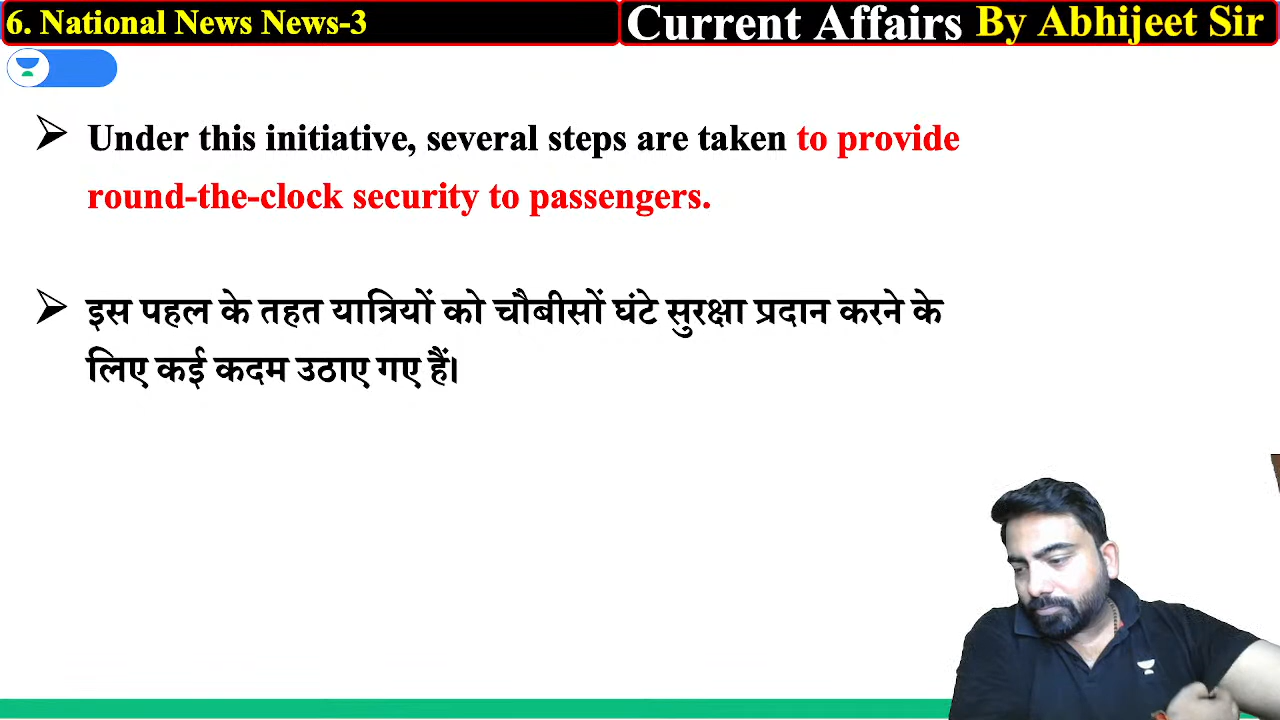 6. National News News-3
Current Affairs By Abhijeet Sir
Under this initiative, several steps are taken to provide
round-the-clock security to passengers.
इस पहल के तहत यात्रियों को चौबीसों घंटे सुरक्षा प्रदान करने के
लिए कई कदम उठाए गए हैं।